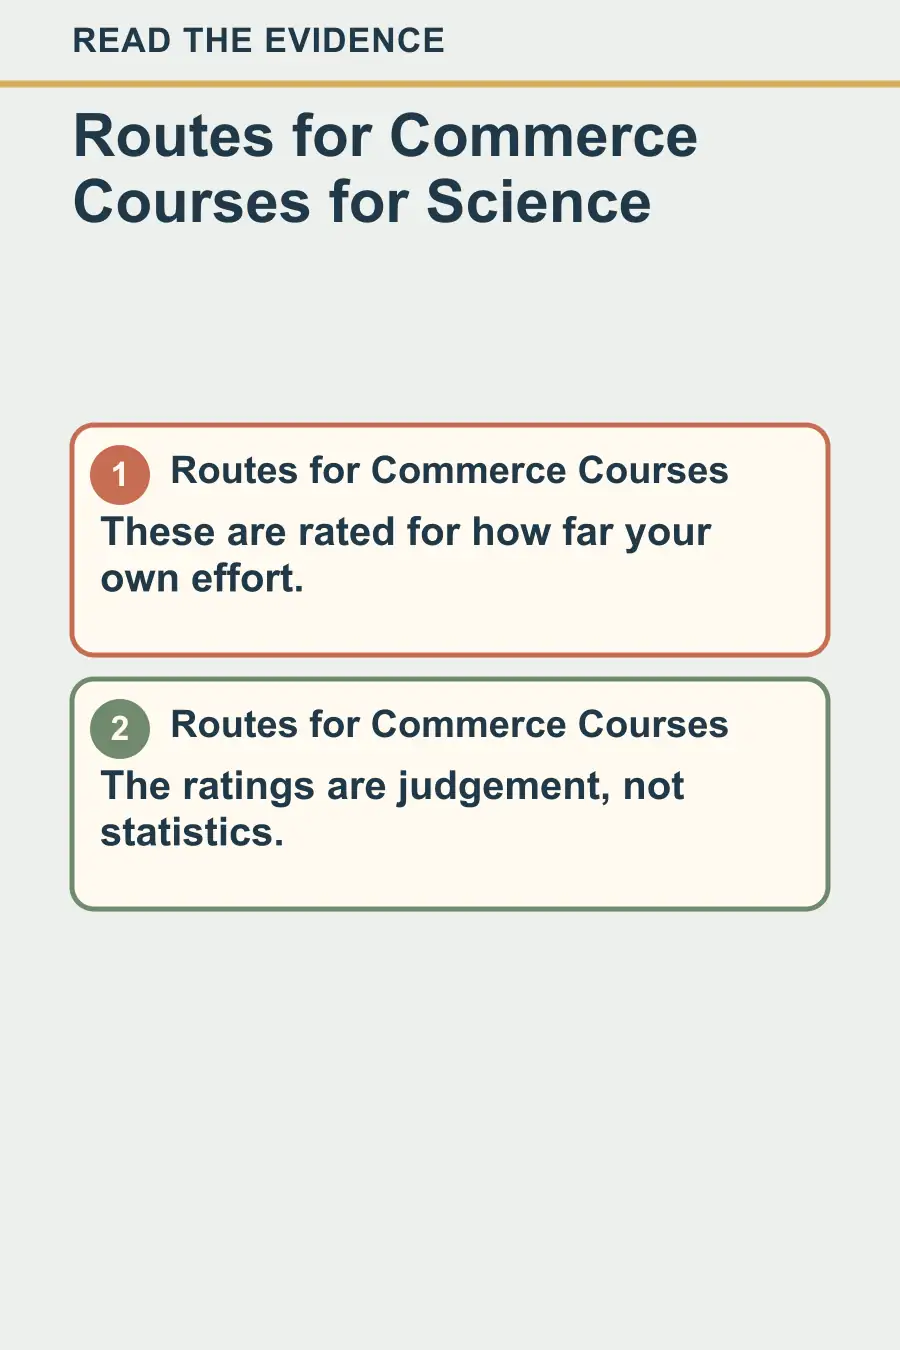 READ THE EVIDENCE
Routes for Commerce
Courses for Science
1 Routes for Commerce Courses
These are rated for how far your
own effort.
2 Routes for Commerce Courses
The ratings are judgement, not
statistics.